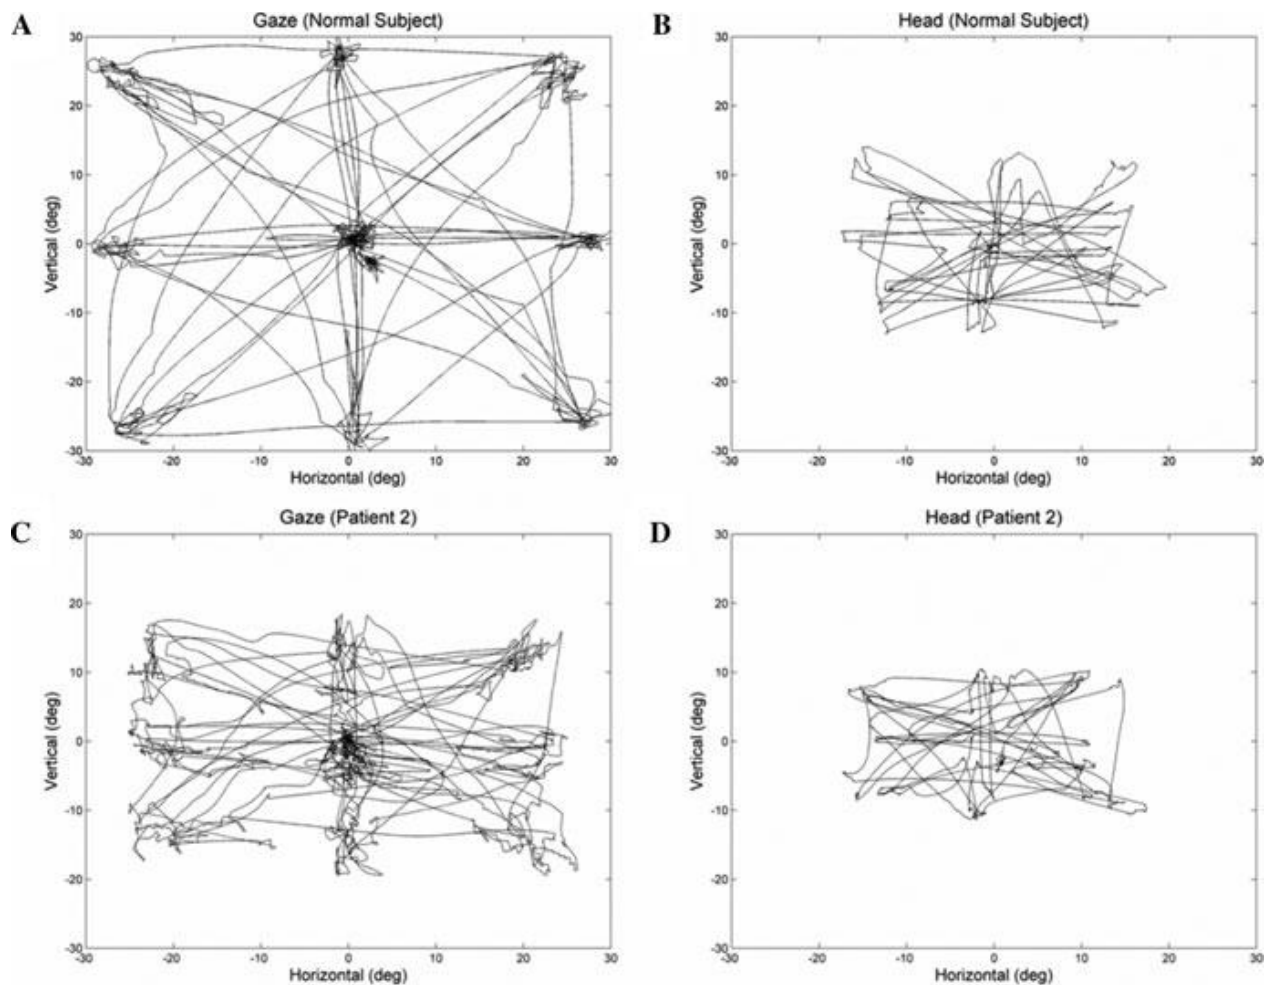 A
Gaze (Normal Subject)
30
20
10
0
-10
-20
-30
Vertical (deg)
-30 -20 -10 0 10 20 30
Horizontal (deg)
B
Head (Normal Subject)
30
20
10
0
-10
-20
-30
Vertical (deg)
-30 -20 -10 0 10 20 30
Horizontal (deg)
C
Gaze (Patient 2)
30
20
10
0
-10
-20
-30
Vertical (deg)
-30 -20 -10 0 10 20 30
Horizontal (deg)
D
Head (Patient 2)
30
20
10
0
-10
-20
-30
Vertical (deg)
-30 -20 -10 0 10 20 30
Horizontal (deg)